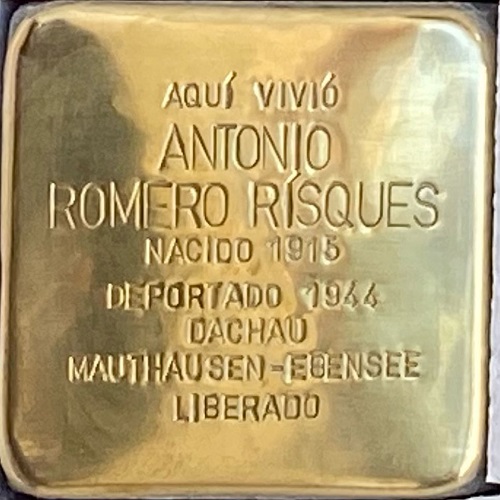 AQUÍ VIVIÓ
ANTONIO
ROMERO RÍSQUES
NACIDO 1915
DEPORTADO 1944
DACHAU
MAUTHAUSEN-EBENSEE
LIBERADO